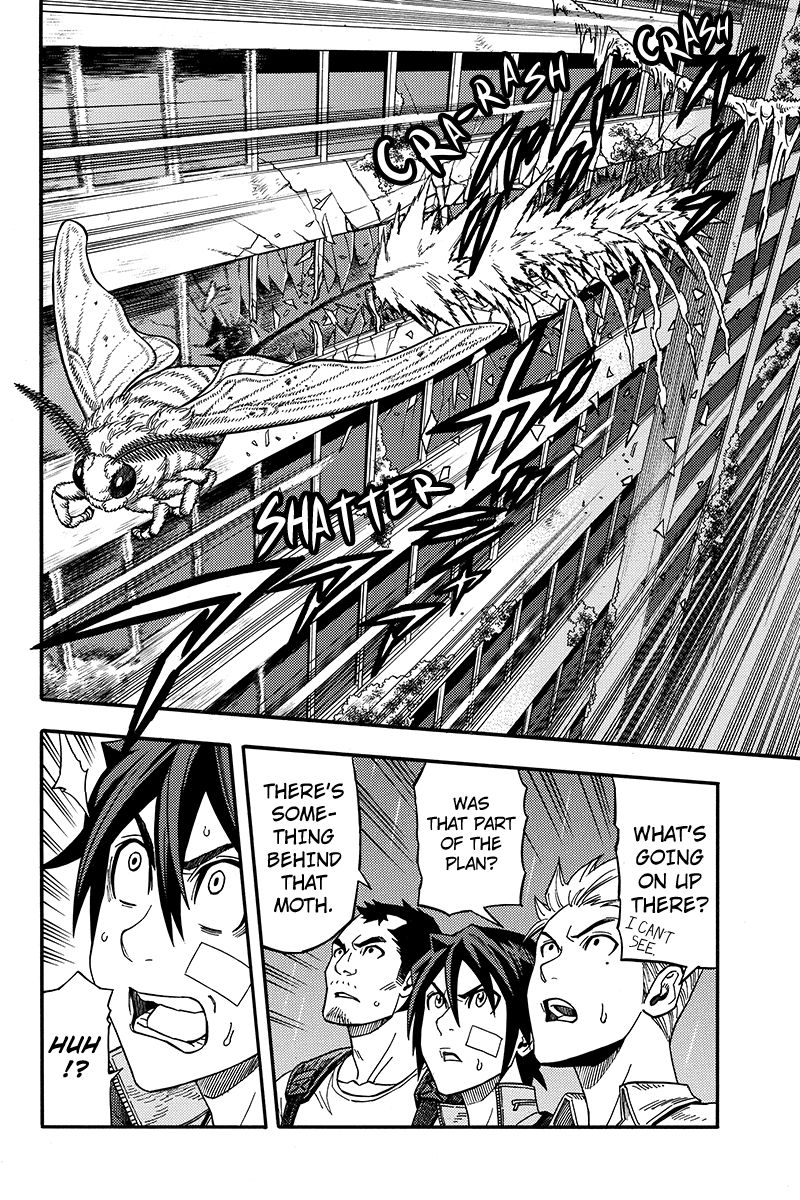 CRASH
CRA-RASH
SHATTER
WHAT'S
GOING
ON UP
THERE?
I CAN'T
SEE.
WAS
THAT PART
OF THE
PLAN?
THERE'S
SOME-
THING
BEHIND
THAT
MOTH.
HUH
!?